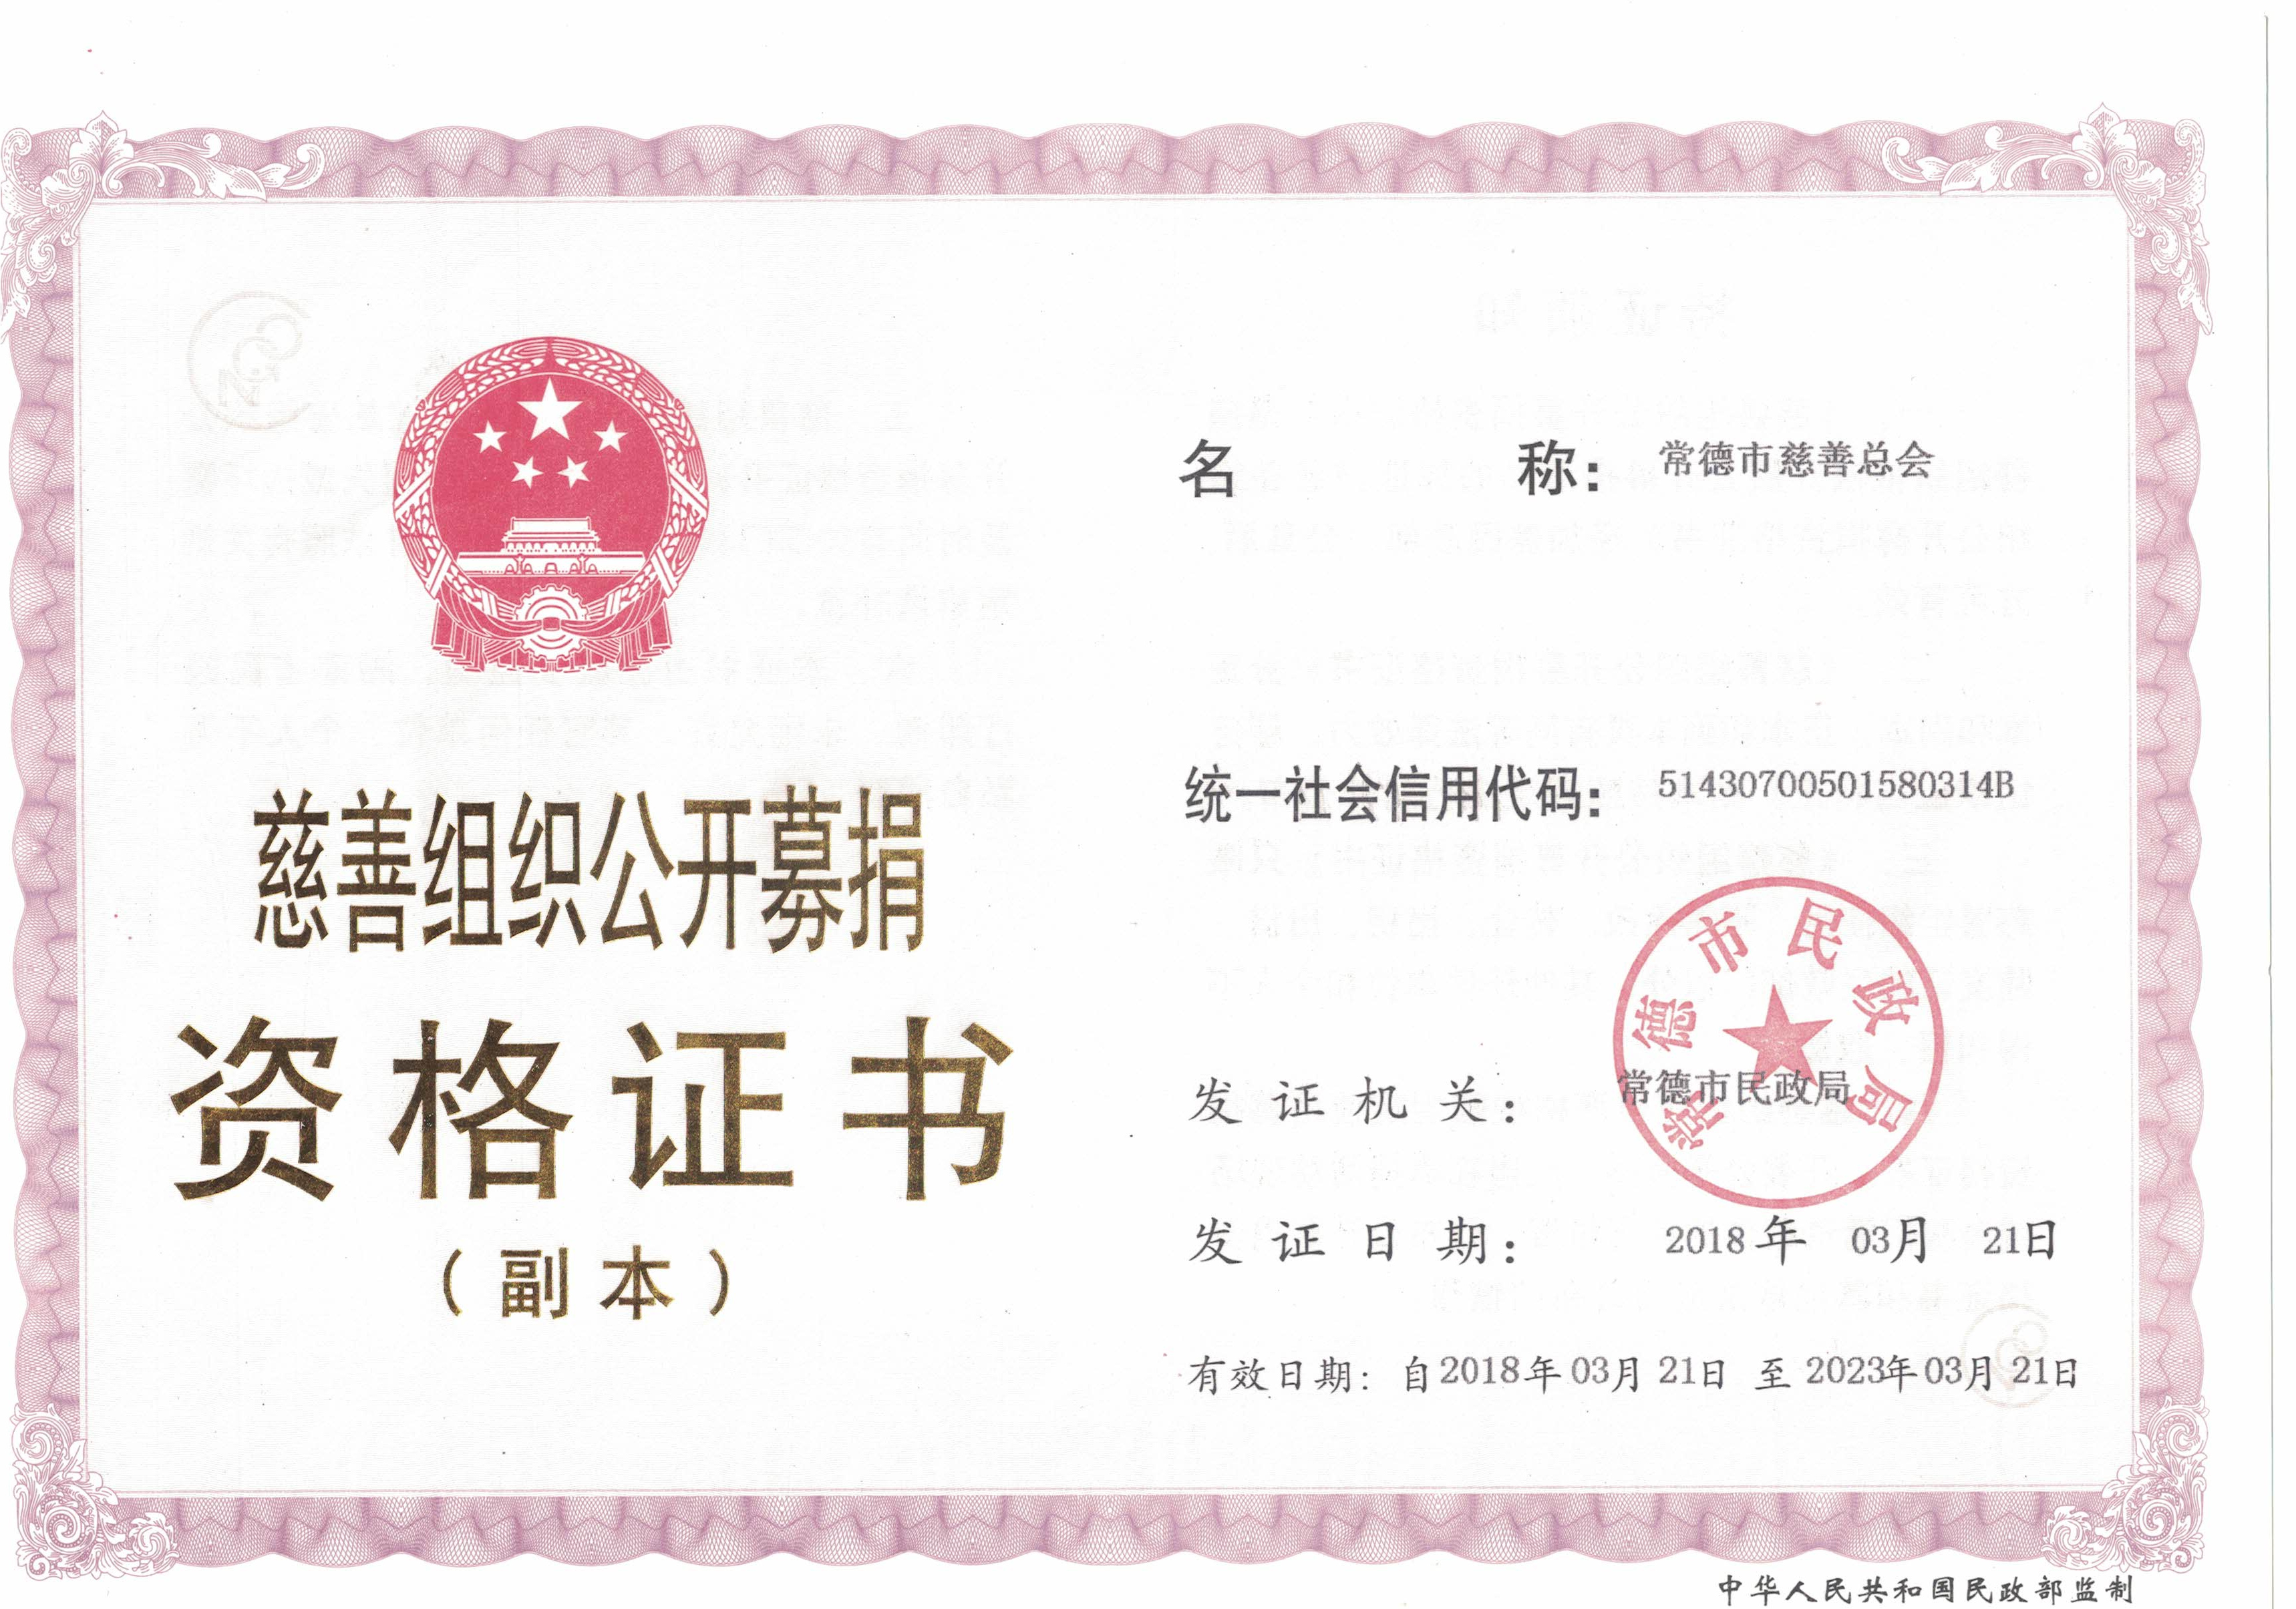 慈善组织公开募捐
资格证书
（副本）
名 称： 常德市慈善总会
统一社会信用代码： 51430700501580314B
常德市民政局
发证机关： 常德市民政局
发证日期： 2018年 03月 21日
有效日期：自2018年03月21日 至 2023年03月21日
中华人民共和国民政部监制